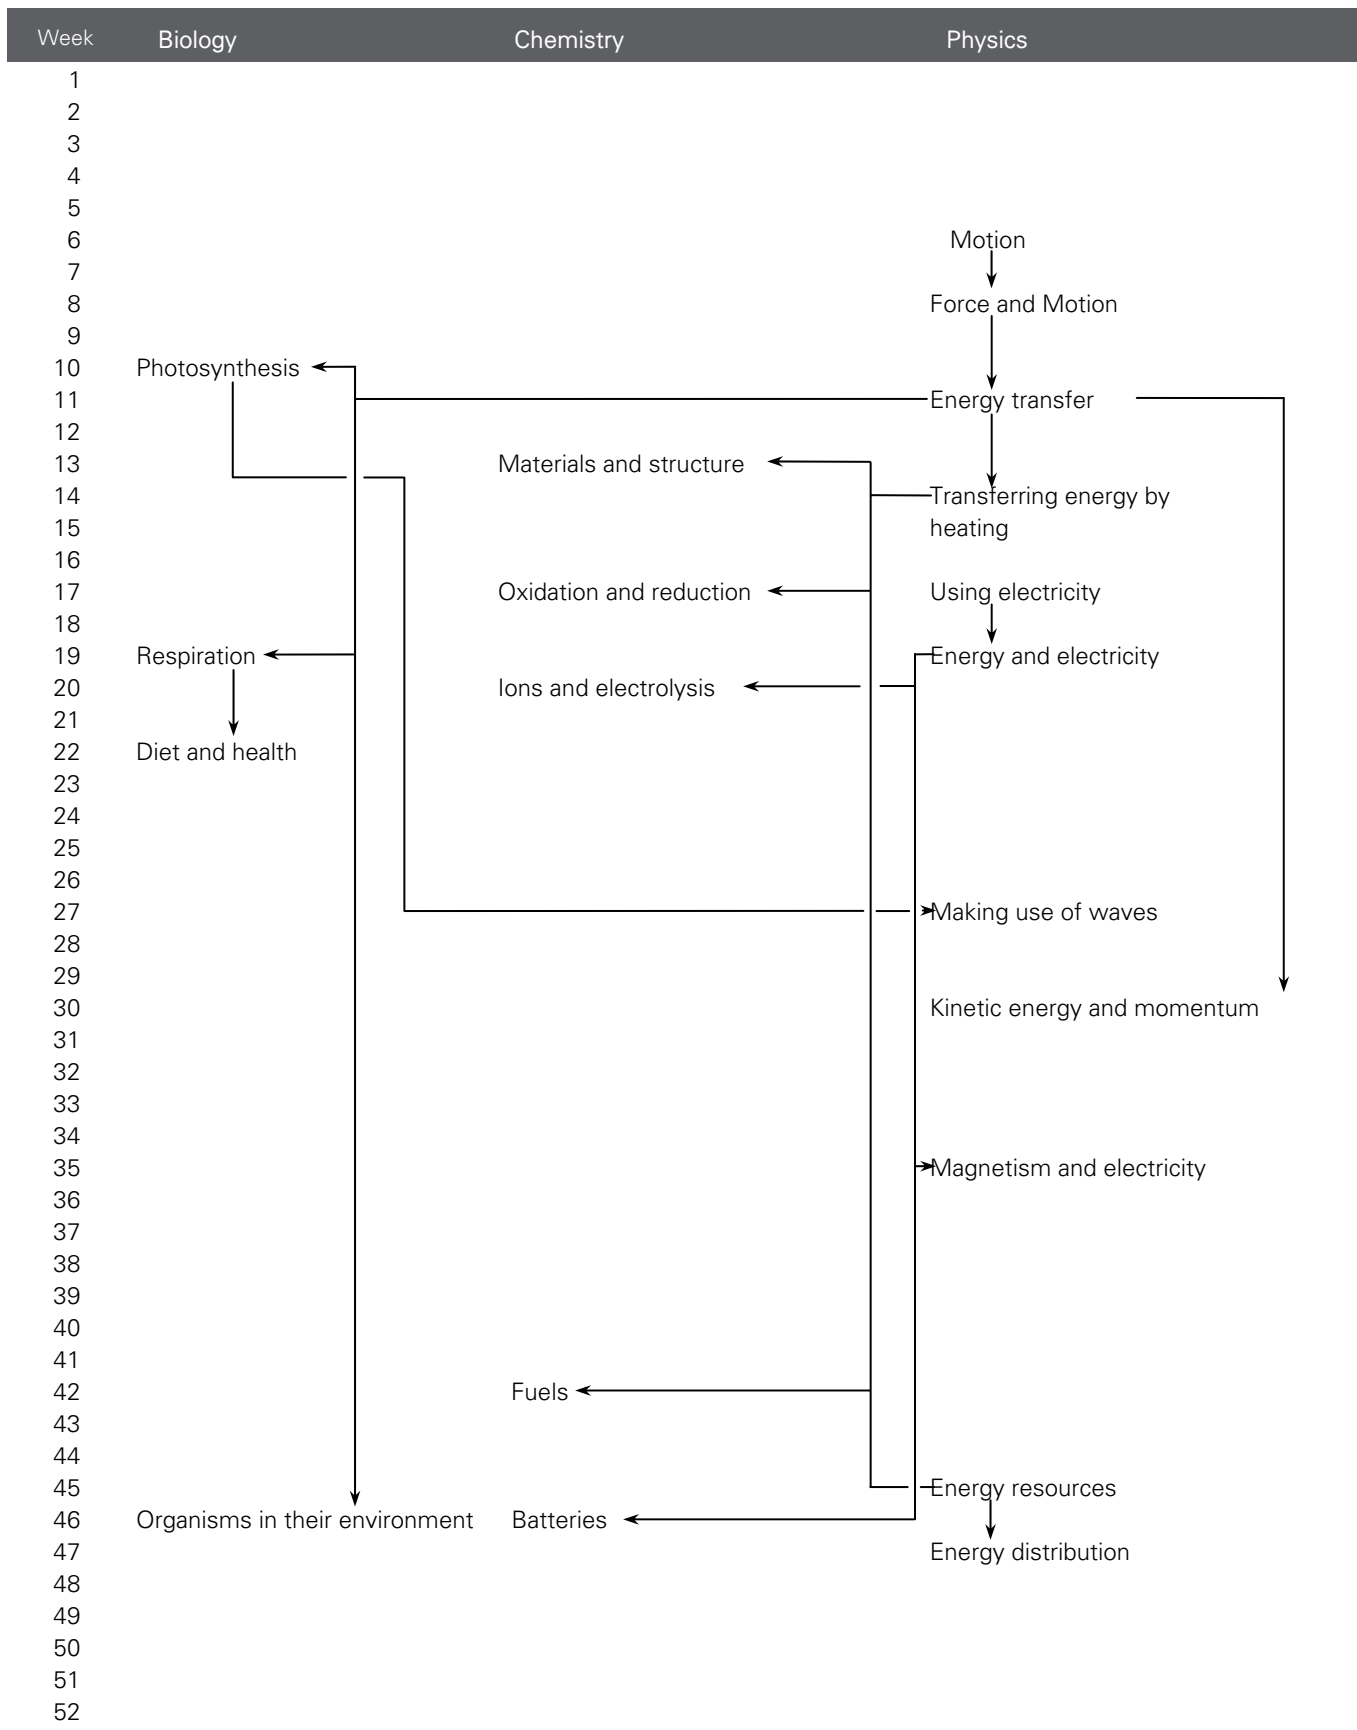 Week Biology Chemistry Physics
1
2
3
4
5
6 Motion
7
8 Force and Motion
9
10 Photosynthesis
11 Energy transfer
12
13 Materials and structure
14 Transferring energy by
15 heating
16
17 Oxidation and reduction Using electricity
18
19 Respiration Energy and electricity
20 Ions and electrolysis
21
22 Diet and health
23
24
25
26
27 Making use of waves
28
29
30 Kinetic energy and momentum
31
32
33
34
35 Magnetism and electricity
36
37
38
39
40
41
42 Fuels
43
44
45 Energy resources
46 Organisms in their environment Batteries
47 Energy distribution
48
49
50
51
52